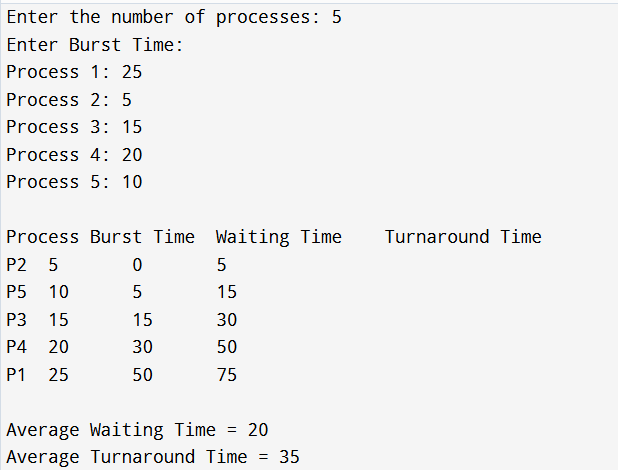 Enter the number of processes: 5
Enter Burst Time:
Process 1: 25
Process 2: 5
Process 3: 15
Process 4: 20
Process 5: 10
Process Burst Time  Waiting Time    Turnaround Time
P2  5       0       5
P5  10      5       15
P3  15      15      30
P4  20      30      50
P1  25      50      75
Average Waiting Time = 20
Average Turnaround Time = 35